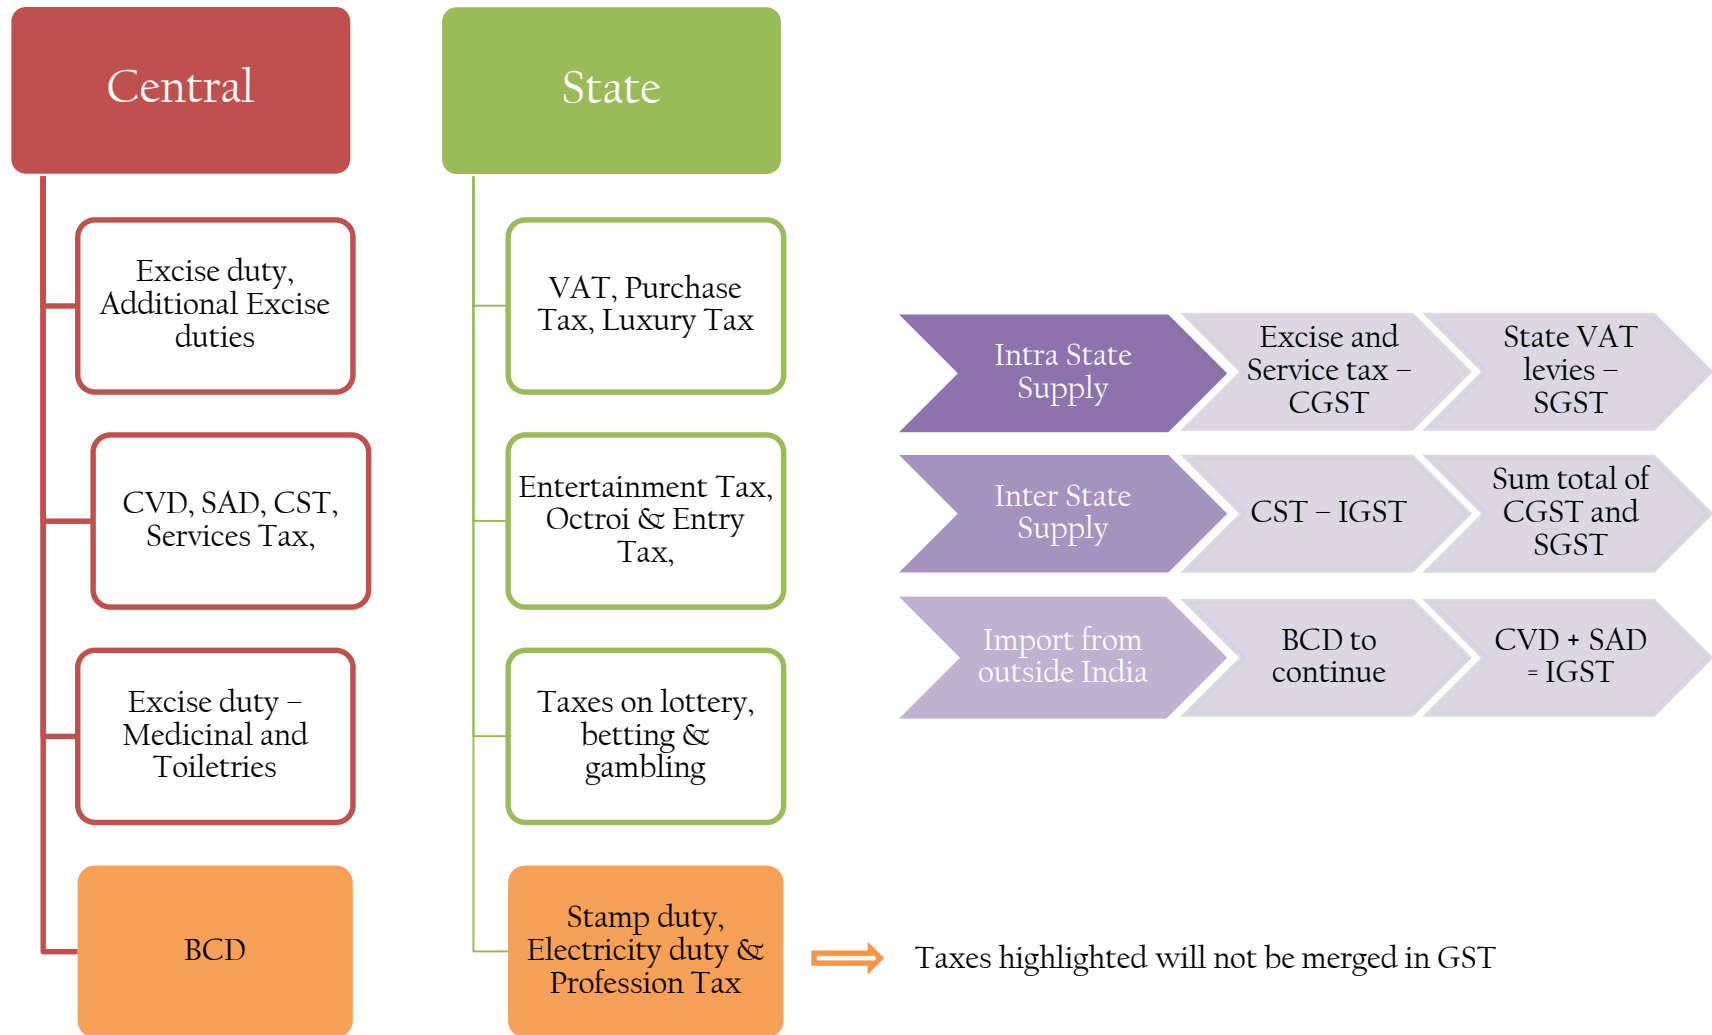 Central
Excise duty,
Additional Excise
duties
CVD, SAD, CST,
Services Tax,
Excise duty –
Medicinal and
Toiletries
BCD
State
VAT, Purchase
Tax, Luxury Tax
Entertainment Tax,
Octroi & Entry
Tax,
Taxes on lottery,
betting &
gambling
Stamp duty,
Electricity duty &
Profession Tax
Taxes highlighted will not be merged in GST
Intra State
Supply
Excise and
Service tax –
CGST
State VAT
levies –
SGST
Inter State
Supply
CST – IGST
Sum total of
CGST and
SGST
Import from
outside India
BCD to
continue
CVD + SAD
= IGST